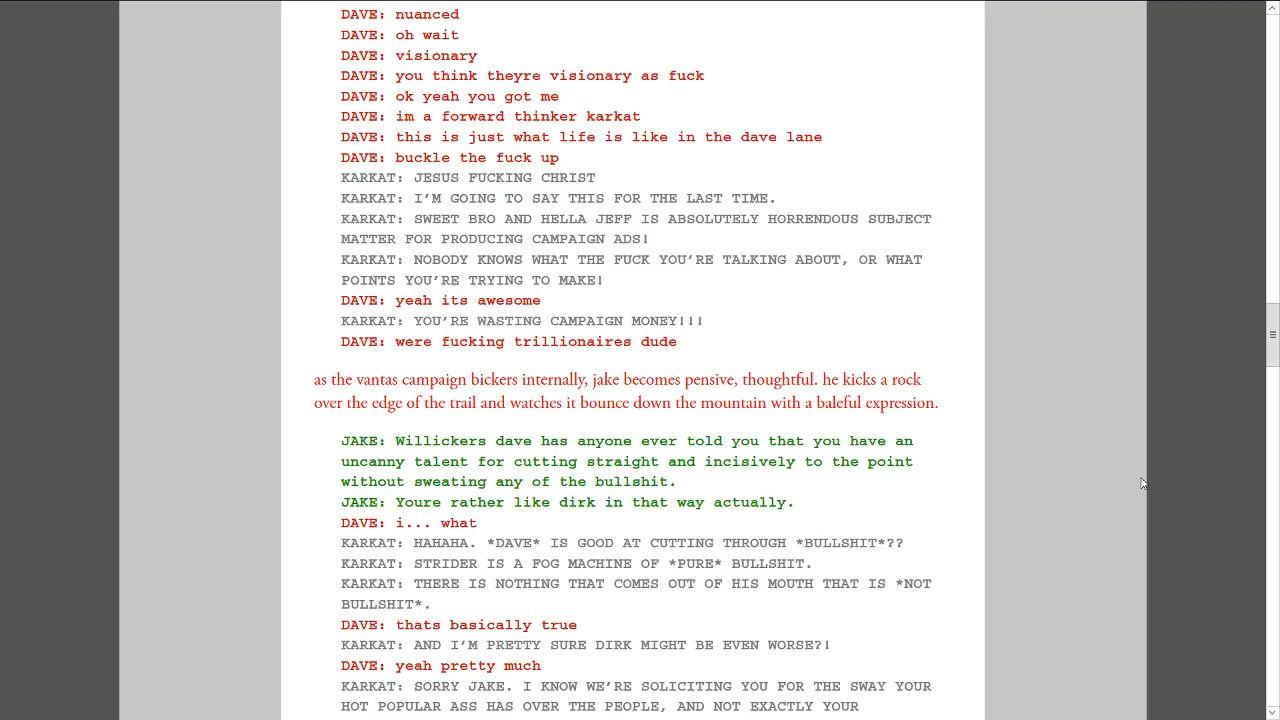 DAVE: nuanced
DAVE: oh wait
DAVE: visionary
DAVE: you think theyre visionary as fuck
DAVE: ok yeah you got me
DAVE: im a forward thinker karkat
DAVE: this is just what life is like in the dave lane
DAVE: buckle the fuck up
KARKAT: JESUS FUCKING CHRIST
KARKAT: I’M GOING TO SAY THIS FOR THE LAST TIME.
KARKAT: SWEET BRO AND HELLA JEFF IS ABSOLUTELY HORRENDOUS SUBJECT
MATTER FOR PRODUCING CAMPAIGN ADS!
KARKAT: NOBODY KNOWS WHAT THE FUCK YOU’RE TALKING ABOUT, OR WHAT
POINTS YOU’RE TRYING TO MAKE!
DAVE: yeah its awesome
KARKAT: YOU’RE WASTING CAMPAIGN MONEY!!!
DAVE: were fucking trillionaires dude
as the vantas campaign bickers internally, jake becomes pensive, thoughtful. he kicks a rock
over the edge of the trail and watches it bounce down the mountain with a baleful expression.
JAKE: Willickers dave has anyone ever told you that you have an
uncanny talent for cutting straight and incisively to the point
without sweating any of the bullshit.
JAKE: Youre rather like dirk in that way actually.
DAVE: i... what
KARKAT: HAHAHA. *DAVE* IS GOOD AT CUTTING THROUGH *BULLSHIT*??
KARKAT: STRIDER IS A FOG MACHINE OF *PURE* BULLSHIT.
KARKAT: THERE IS NOTHING THAT COMES OUT OF HIS MOUTH THAT IS *NOT
BULLSHIT*.
DAVE: thats basically true
KARKAT: AND I’M PRETTY SURE DIRK MIGHT BE EVEN WORSE?!
DAVE: yeah pretty much
KARKAT: SORRY JAKE. I KNOW WE’RE SOLICITING YOU FOR THE SWAY YOUR
HOT POPULAR ASS HAS OVER THE PEOPLE, AND NOT EXACTLY YOUR